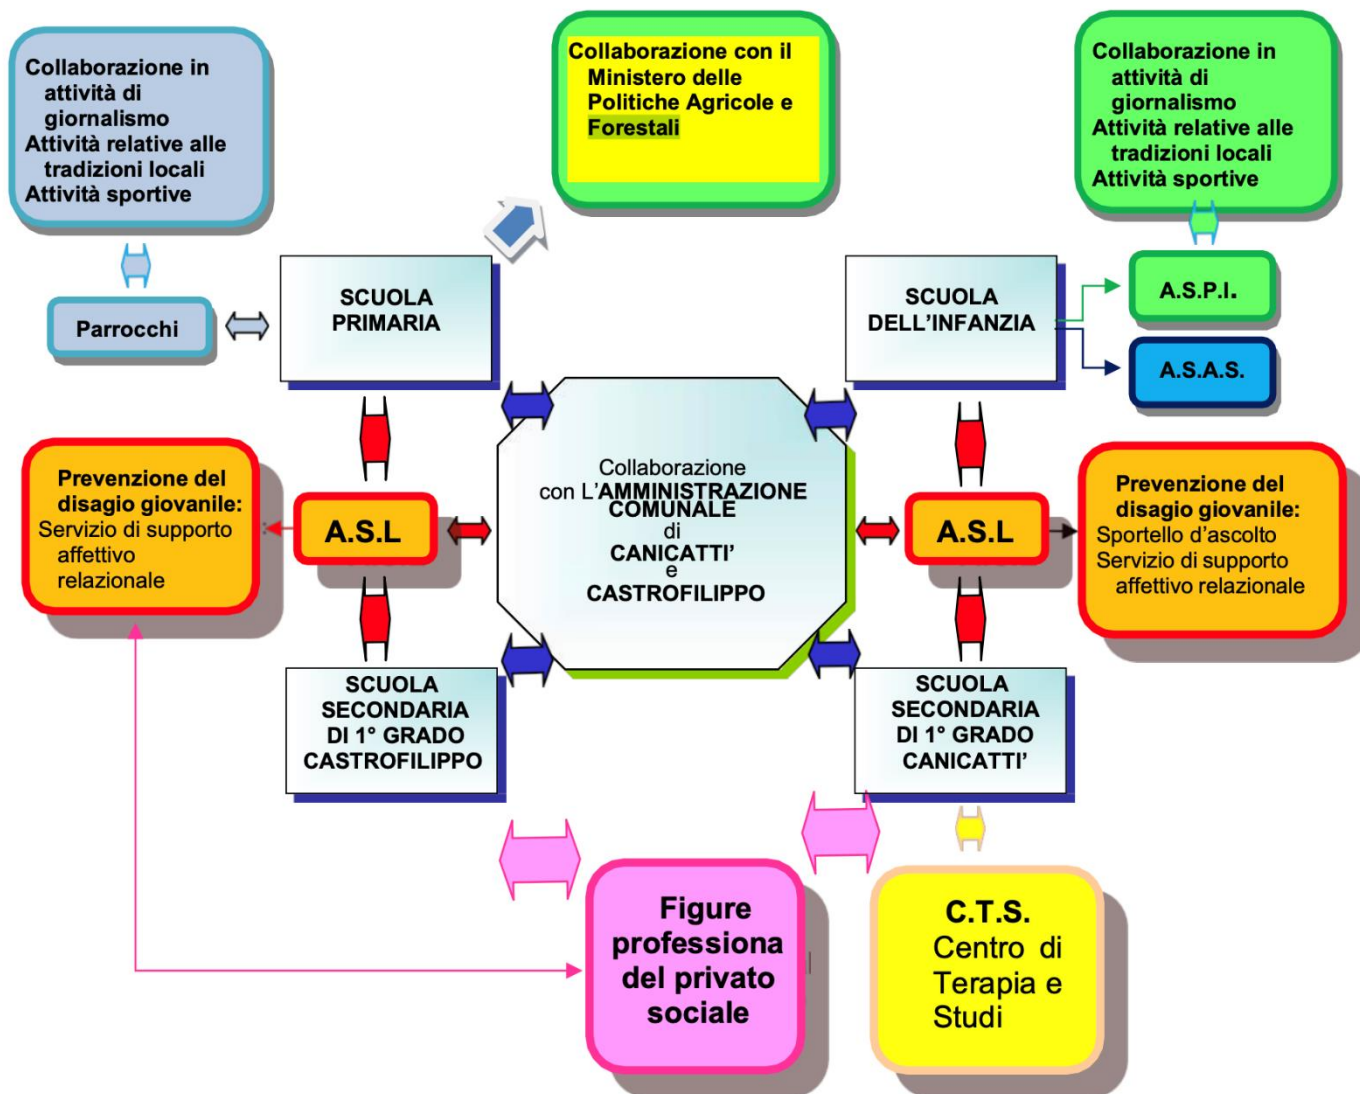 Collaborazione in
attività di
giornalismo
Attività relative alle
tradizioni locali
Attività sportive
Collaborazione con il
Ministero delle
Politiche Agricole e
Forestali
Collaborazione in
attività di
giornalismo
Attività relative alle
tradizioni locali
Attività sportive
Parrocchi
SCUOLA
PRIMARIA
SCUOLA
DELL'INFANZIA
A.S.P.I.
A.S.A.S.
Prevenzione del
disagio giovanile:
Servizio di supporto
affettivo
relazionale
A.S.L
Collaborazione
con L'AMMINISTRAZIONE
COMUNALE
di
CANICATTI'
e
CASTROFILIPPO
A.S.L
Prevenzione del
disagio giovanile:
Sportello d'ascolto
Servizio di supporto
affettivo relazionale
SCUOLA
SECONDARIA
DI 1° GRADO
CASTROFILIPPO
SCUOLA
SECONDARIA
DI 1° GRADO
CANICATTI'
Figure
professiona
del privato
sociale
C.T.S.
Centro di
Terapia e
Studi